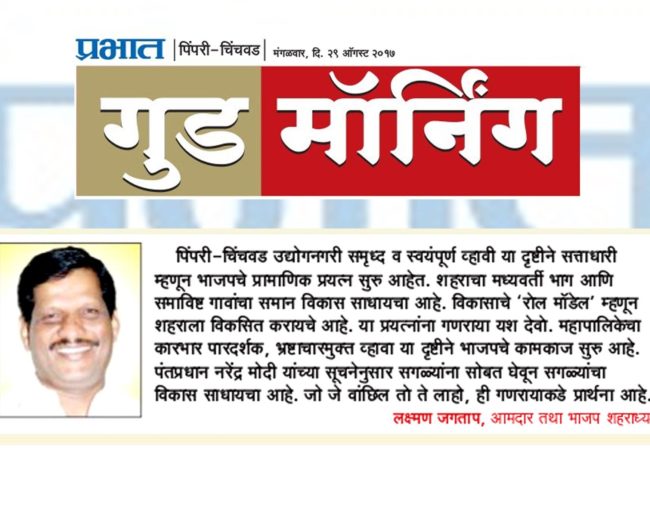 प्रभात |पिंपरी-चिंचवड| मंगळवार, दि. २९ ऑगस्ट २०१७
गुड मॉर्निंग
पिंपरी-चिंचवड उद्योगनगरी समृध्द व स्वयंपूर्ण व्हावी या दृष्टीने सत्ताधारी
म्हणून भाजपचे प्रामाणिक प्रयत्न सुरु आहेत. शहराचा मध्यवर्ती भाग आणि
समाविष्ट गावांचा समान विकास साधायचा आहे. विकासाचे ‘रोल मॉडेल’ म्हणून
शहराला विकसित करायचे आहे. या प्रयत्नांना गणराया यश देवो. महापालिकेचा
कारभार पारदर्शक, भ्रष्टाचारमुक्त व्हावा या दृष्टीने भाजपचे कामकाज सुरु आहे.
पंतप्रधान नरेंद्र मोदी यांच्या सूचनेनुसार सगळ्यांना सोबत घेवून सगळ्यांचा
विकास साधायचा आहे. जो जे वांछिल तो ते लाहो, ही गणरायाकडे प्रार्थना आहे.
लक्ष्मण जगताप, आमदार तथा भाजप शहराध्य